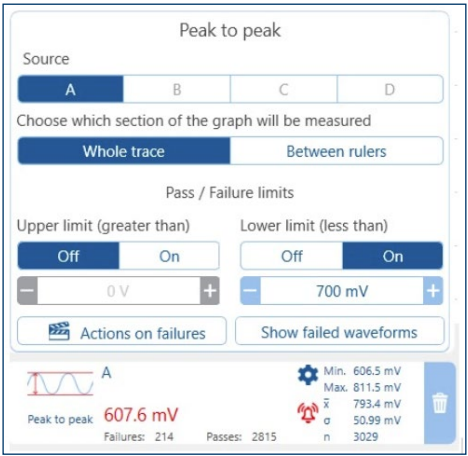 Peak to peak
Source
A B C D
Choose which section of the graph will be measured
Whole trace Between rulers
Pass / Failure limits
Upper limit (greater than) Lower limit (less than)
Off On Off On
− 0 V + − 700 mV +
Actions on failures Show failed waveforms
A Min. 606.5 mV
Max. 811.5 mV
Peak to peak 607.6 mV x̄ 793.4 mV
σ 50.99 mV
Failures: 214 Passes: 2815 n 3029